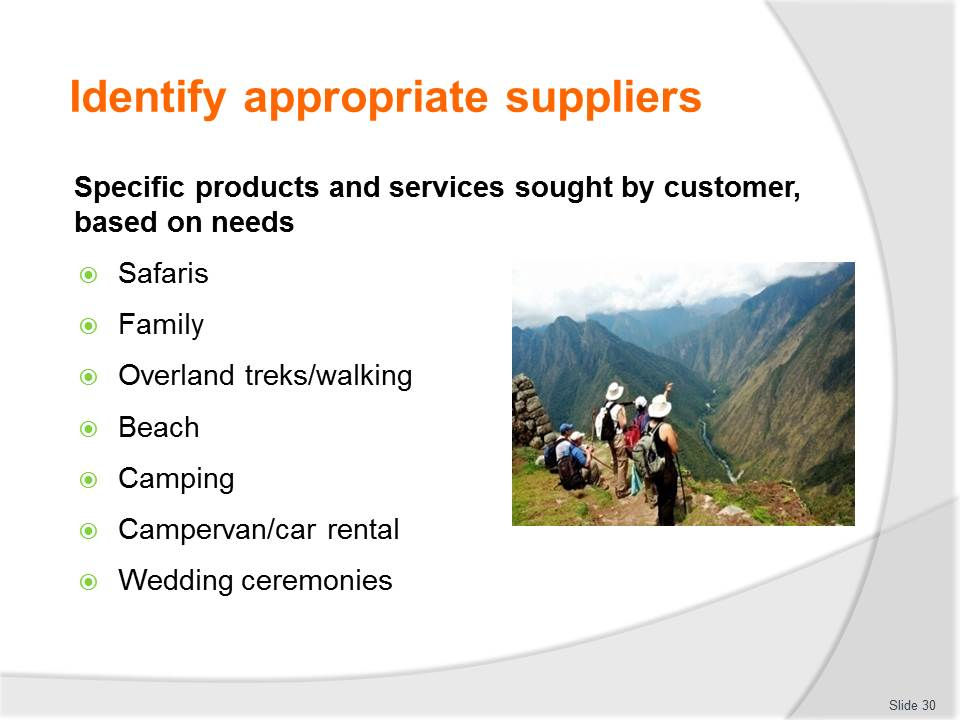 Identify appropriate suppliers
Specific products and services sought by customer,
based on needs
Safaris
Family
Overland treks/walking
Beach
Camping
Campervan/car rental
Wedding ceremonies
Slide 30